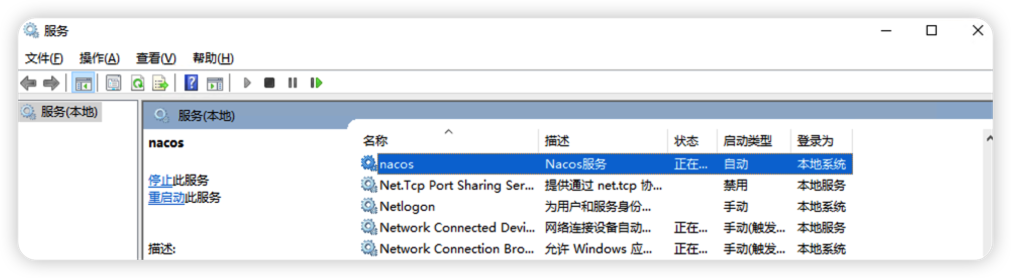 服务
文件(F) 操作(A) 查看(V) 帮助(H)
服务(本地)
服务(本地)
nacos
停止此服务
重启动此服务
描述:
名称 描述 状态 启动类型 登录为
nacos Nacos服务 正在... 自动 本地系统
Net.Tcp Port Sharing Ser... 提供通过 net.tcp 协... 禁用 本地服务
Netlogon 为用户和服务身份... 手动 本地系统
Network Connected Devi... 网络连接设备自动... 正在... 手动(触发... 本地服务
Network Connection Bro... 允许 Windows 应... 正在... 手动(触发... 本地系统